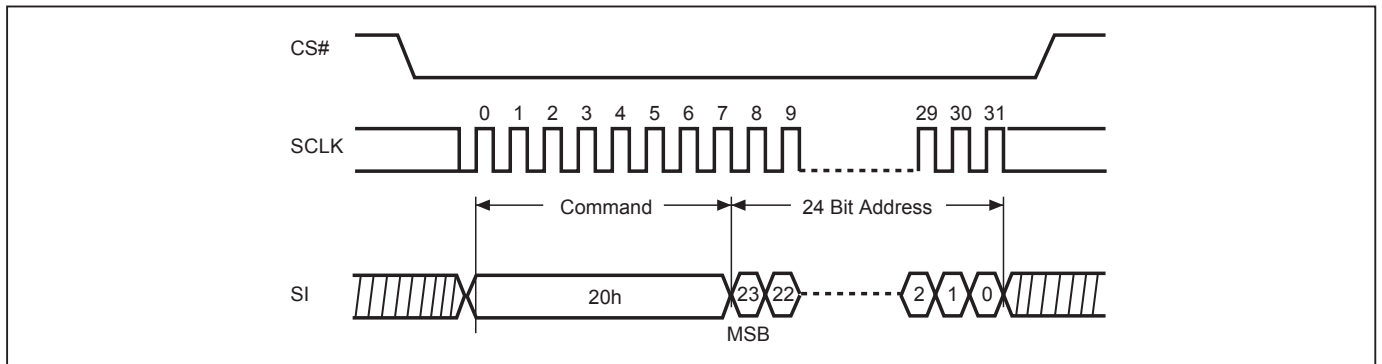 CS#
0 1 2 3 4 5 6 7 8 9 29 30 31
SCLK
Command 24 Bit Address
SI 20h 23 22 2 1 0
MSB